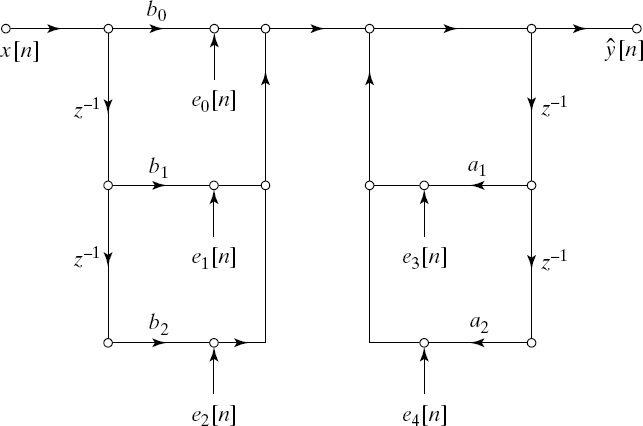 b₀
x[n]
ŷ[n]
z⁻¹
e₀[n]
z⁻¹
b₁
a₁
z⁻¹
e₁[n]
e₃[n]
z⁻¹
b₂
a₂
e₂[n]
e₄[n]